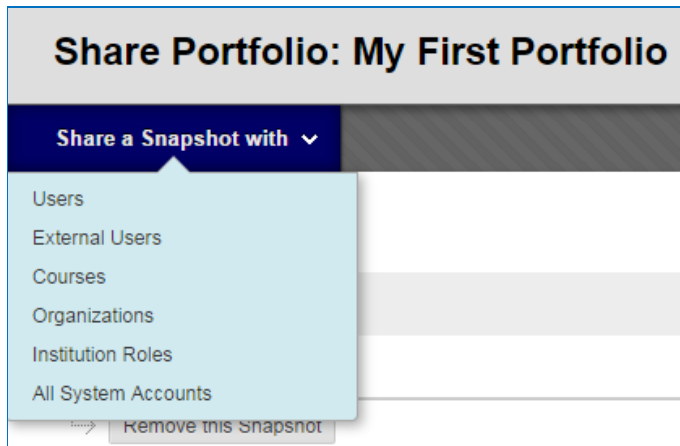 Share Portfolio: My First Portfolio
Share a Snapshot with
Users
External Users
Courses
Organizations
Institution Roles
All System Accounts
Remove this Snapshot